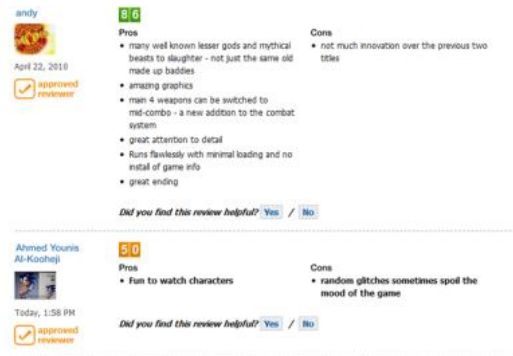 andy
86
Pros
• many well known lesser gods and mythical
beasts to slaughter - not just the same old
made up baddies
• amazing graphics
• main 4 weapons can be switched to
mid-combo - a new addition to the combat
system
• great attention to detail
• Runs flawlessly with minimal loading and no
install of game info
• great ending
Cons
• not much innovation over the previous two
titles
April 22, 2010
approved
reviewer
Did you find this review helpful? Yes / No
Ahmed Younis
Al-Kooheji
50
Pros
• Fun to watch characters
Cons
• random glitches sometimes spoil the
mood of the game
Today, 1:58 PM
approved
reviewer
Did you find this review helpful? Yes / No